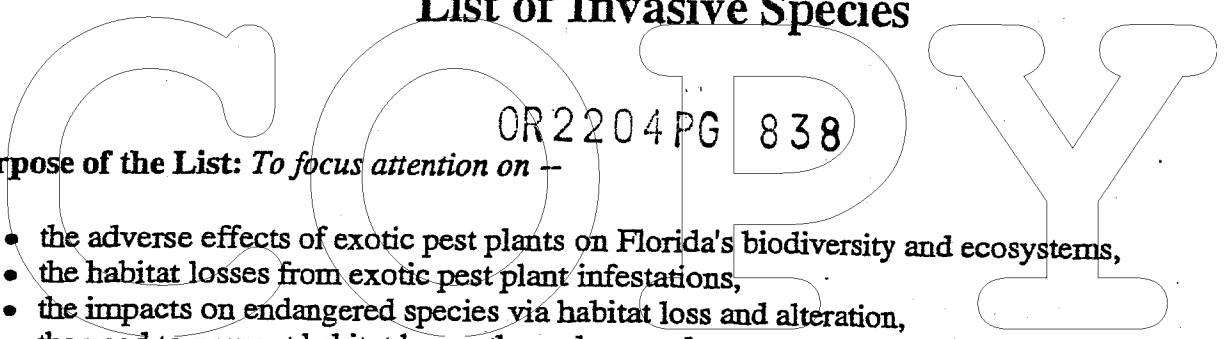 List of Invasive Species
OR2204PG 838
rpose of the List: To focus attention on --
• the adverse effects of exotic pest plants on Florida's biodiversity and ecosystems,
• the habitat losses from exotic pest plant infestations,
• the impacts on endangered species via habitat loss and alteration,
COPY